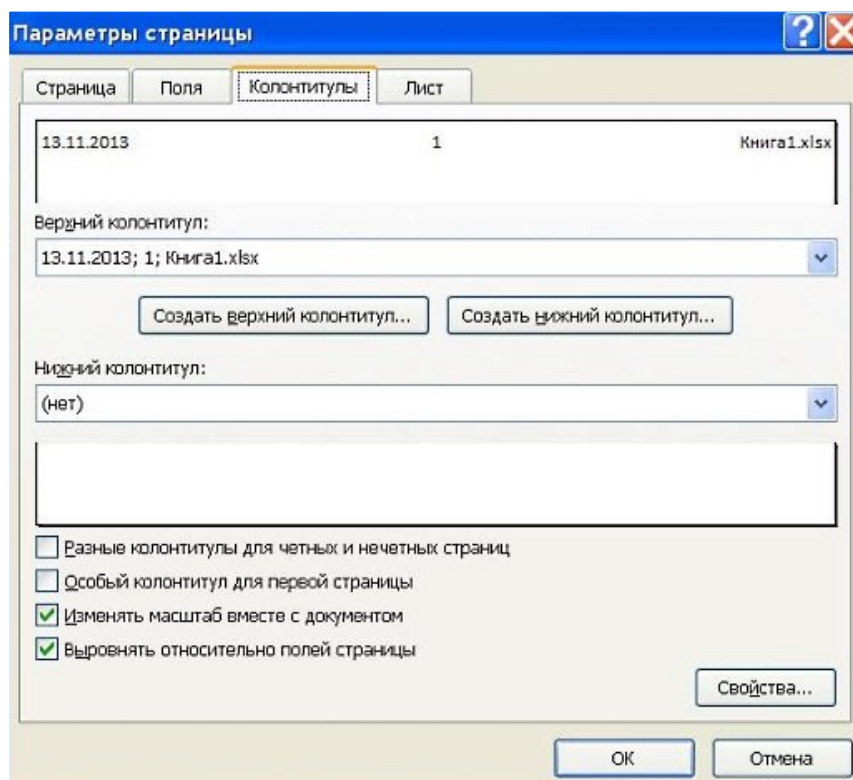 Параметры страницы
Страница Поля Колонтитулы Лист
13.11.2013 1 Книга1.xlsx
Верхний колонтитул:
13.11.2013; 1; Книга1.xlsx
Создать верхний колонтитул... Создать нижний колонтитул...
Нижний колонтитул:
(нет)
Разные колонтитулы для четных и нечетных страниц
Особый колонтитул для первой страницы
Изменять масштаб вместе с документом
Выровнять относительно полей страницы
Свойства...
ОК Отмена